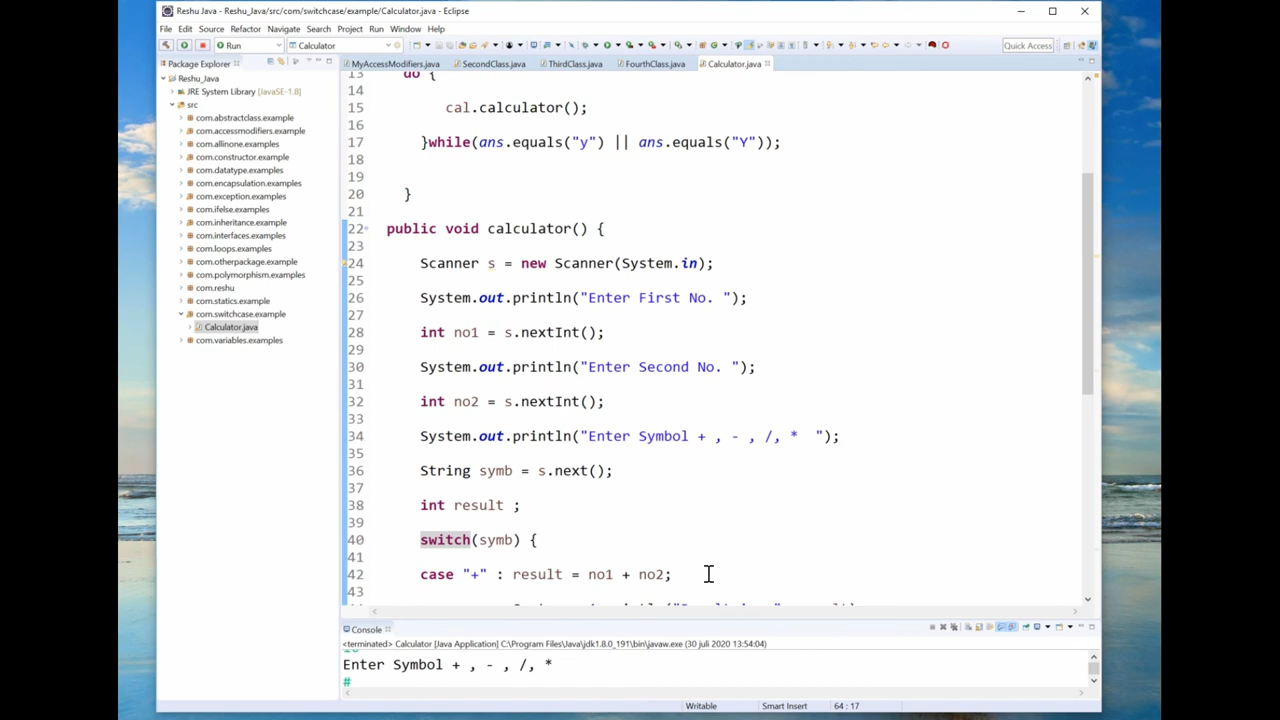 Reshu Java - Reshu_Java/src/com/switchcase/example/Calculator.java - Eclipse
File Edit Source Refactor Navigate Search Project Run Window Help
Run Calculator Quick Access
Package Explorer
Reshu_Java
JRE System Library [JavaSE-1.8]
src
com.abstractclass.example
com.accessmodifiers.example
com.allinone.example
com.constructor.example
com.datatype.example
com.encapsulation.examples
com.exception.examples
com.ifelse.examples
com.inheritance.example
com.interfaces.examples
com.loops.examples
com.otherpackage.example
com.polymorphism.examples
com.reshu
com.statics.example
com.switchcase.example
Calculator.java
com.variables.examples
MyAccessModifiers.java SecondClass.java ThirdClass.java FourthClass.java Calculator.java
13 do {
14
15 cal.calculator();
16
17 }while(ans.equals("y") || ans.equals("Y"));
18
19
20 }
21
22 public void calculator() {
23
24 Scanner s = new Scanner(System.in);
25
26 System.out.println("Enter First No. ");
27
28 int no1 = s.nextInt();
29
30 System.out.println("Enter Second No. ");
31
32 int no2 = s.nextInt();
33
34 System.out.println("Enter Symbol + , - , /, *  ");
35
36 String symb = s.next();
37
38 int result ;
39
40 switch(symb) {
41
42 case "+" : result = no1 + no2;
43
Console
<terminated> Calculator [Java Application] C:\Program Files\Java\jdk1.8.0_191\bin\javaw.exe (30 juli 2020 13:54:04)
Enter Symbol + , - , /, *
#
Writable Smart Insert 64 : 17